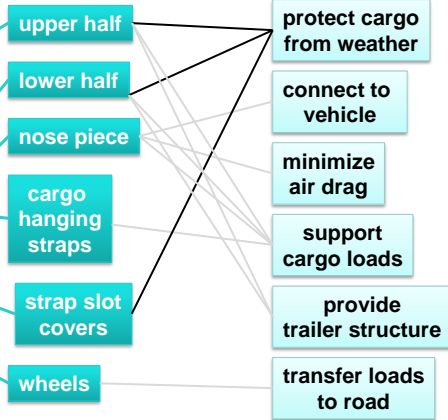 upper half
lower half
nose piece
cargo
hanging
straps
strap slot
covers
wheels
protect cargo
from weather
connect to
vehicle
minimize
air drag
support
cargo loads
provide
trailer structure
transfer loads
to road